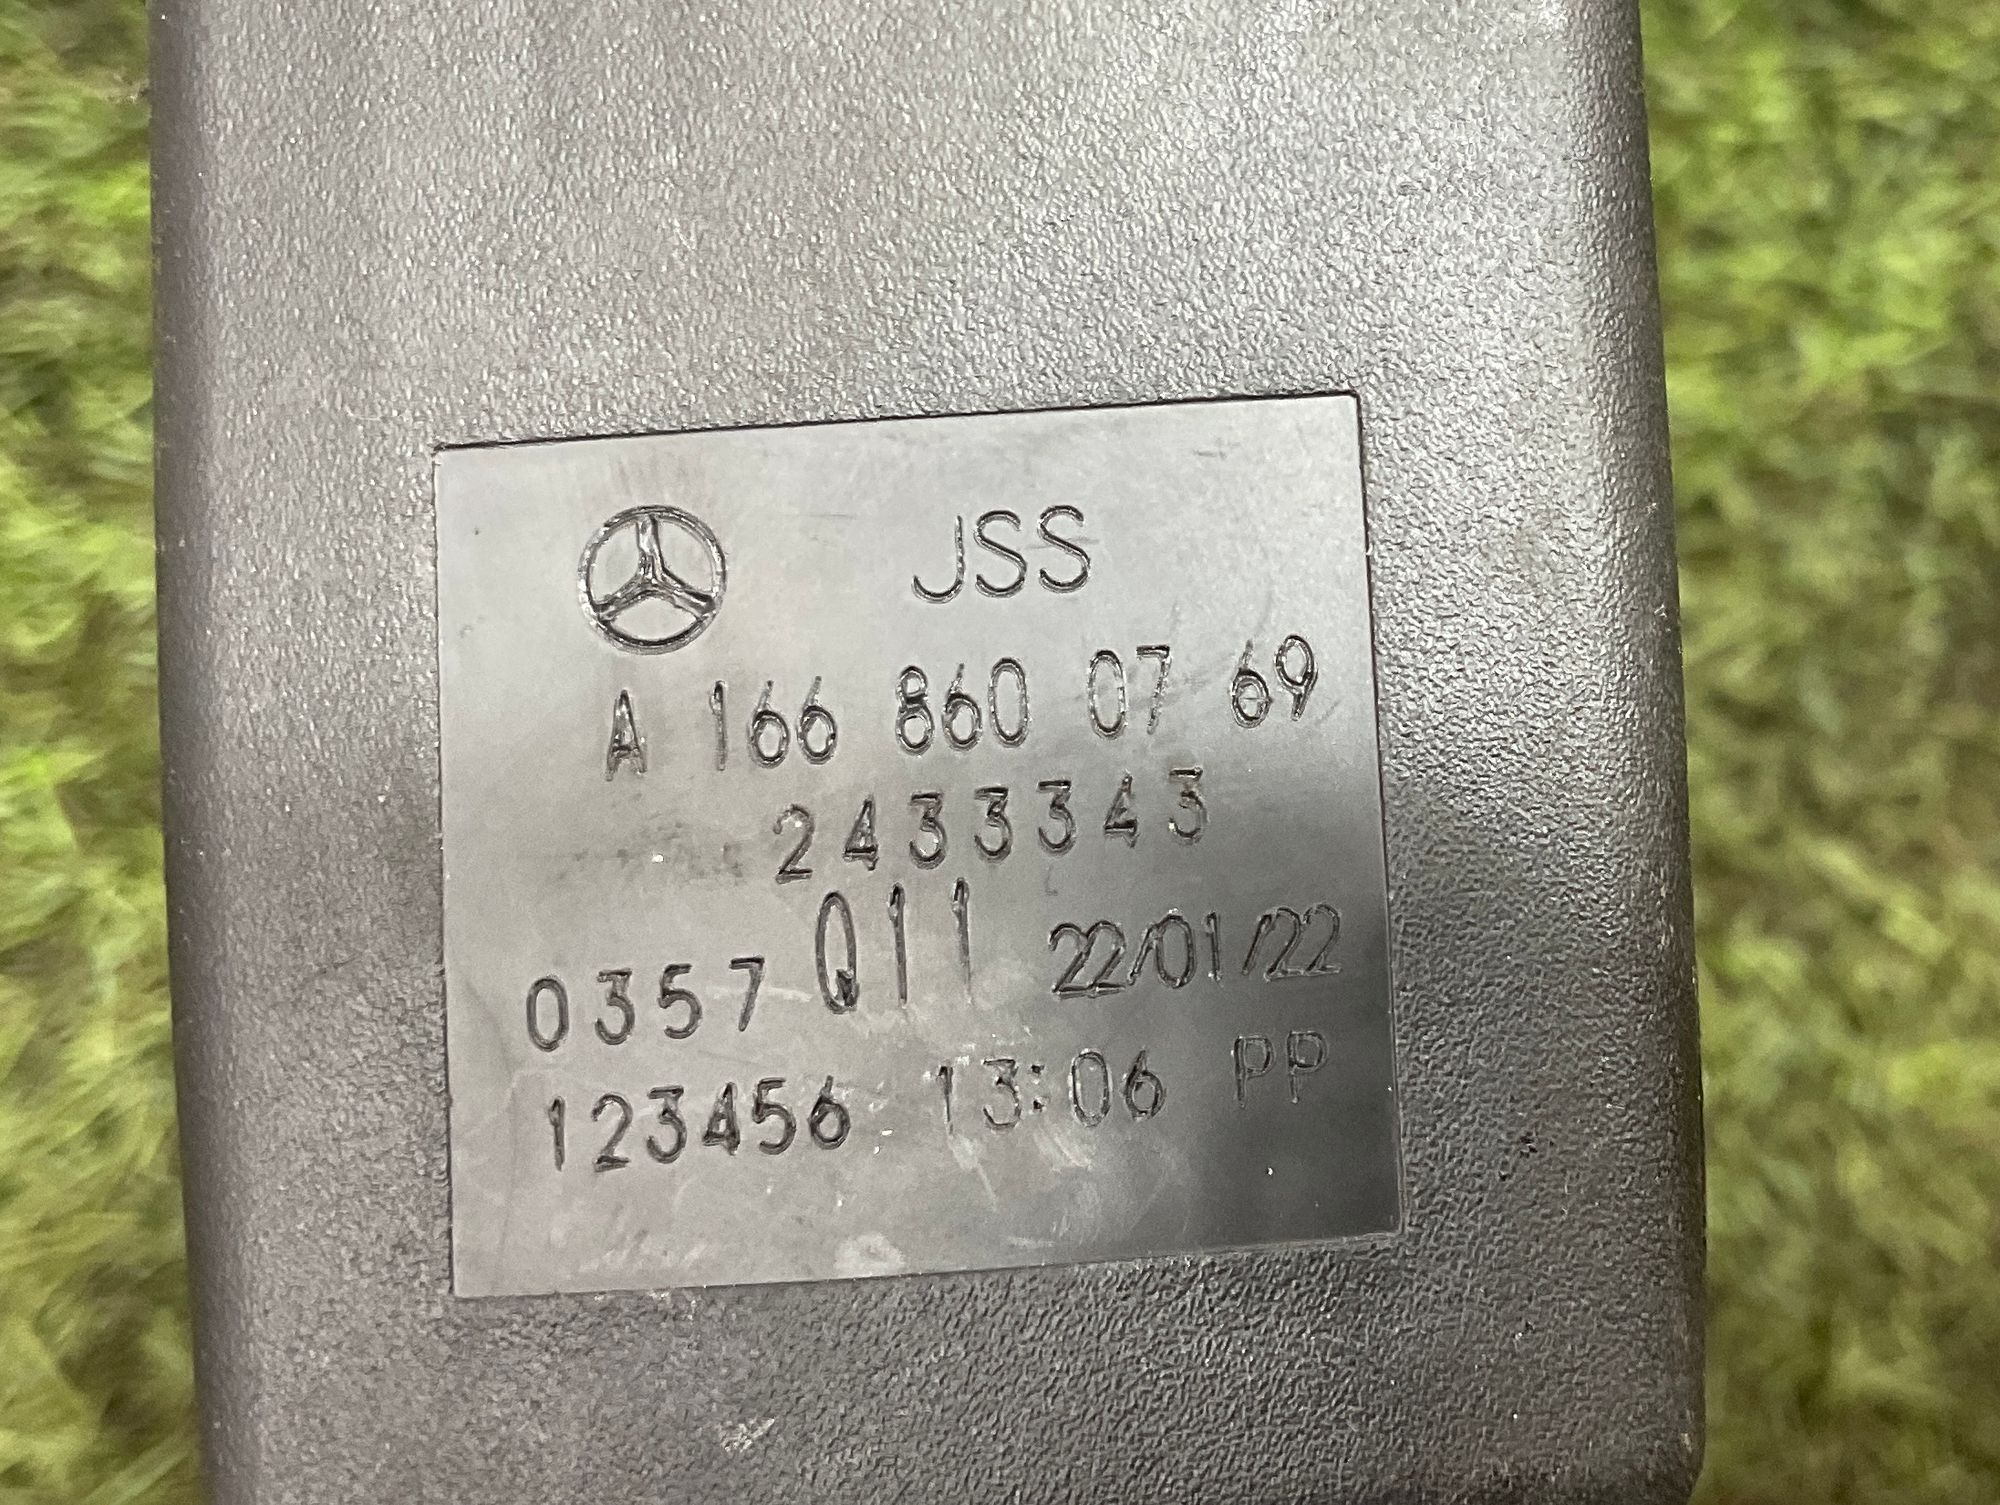 JSS
A 166 860 07 69
2433343
0357 Q11 22/01/22
123456 13:06 PP